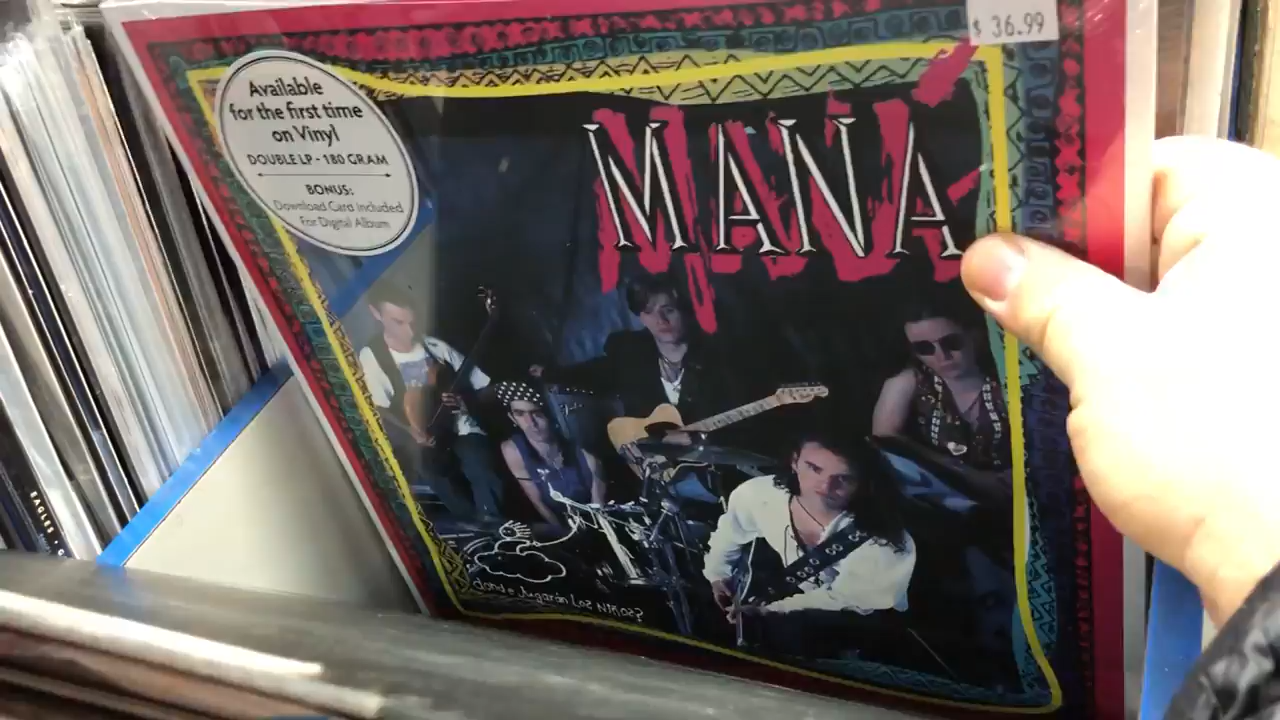 $ 36.99
Available
for the first time
on Vinyl
DOUBLE LP - 180 GRAM
BONUS:
Download Card Included
For Digital Album
MANÁ
¿dónde Jugarán Los Niños?
EAGLES